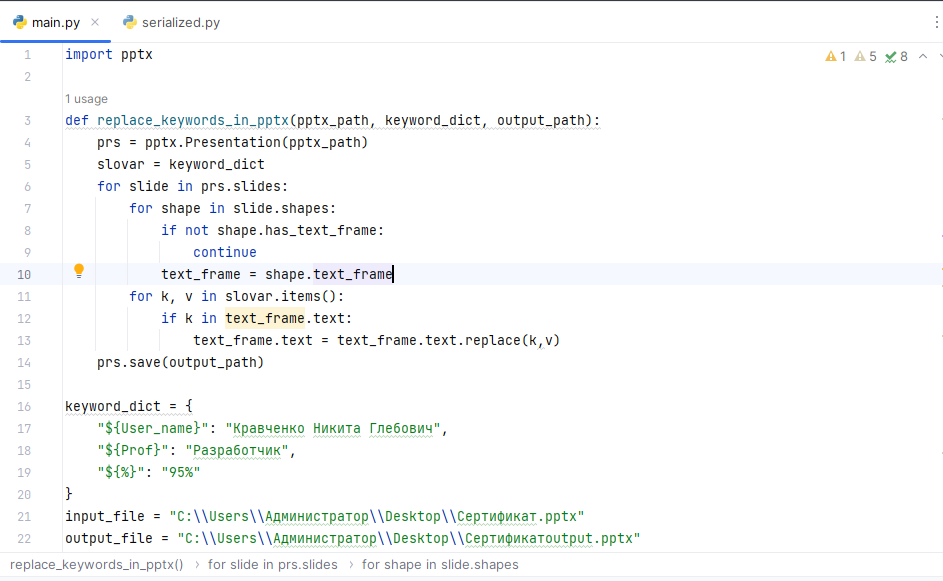 main.py × serialized.py
1 import pptx 1 5 8
2
1 usage
3 def replace_keywords_in_pptx(pptx_path, keyword_dict, output_path):
4 prs = pptx.Presentation(pptx_path)
5 slovar = keyword_dict
6 for slide in prs.slides:
7 for shape in slide.shapes:
8 if not shape.has_text_frame:
9 continue
10 text_frame = shape.text_frame
11 for k, v in slovar.items():
12 if k in text_frame.text:
13 text_frame.text = text_frame.text.replace(k,v)
14 prs.save(output_path)
15
16 keyword_dict = {
17 "${User_name}": "Кравченко Никита Глебович",
18 "${Prof}": "Разработчик",
19 "${%}": "95%"
20 }
21 input_file = "C:\\Users\\Администратор\\Desktop\\Сертификат.pptx"
22 output_file = "C:\\Users\\Администратор\\Desktop\\Сертификатoutput.pptx"
replace_keywords_in_pptx() › for slide in prs.slides › for shape in slide.shapes